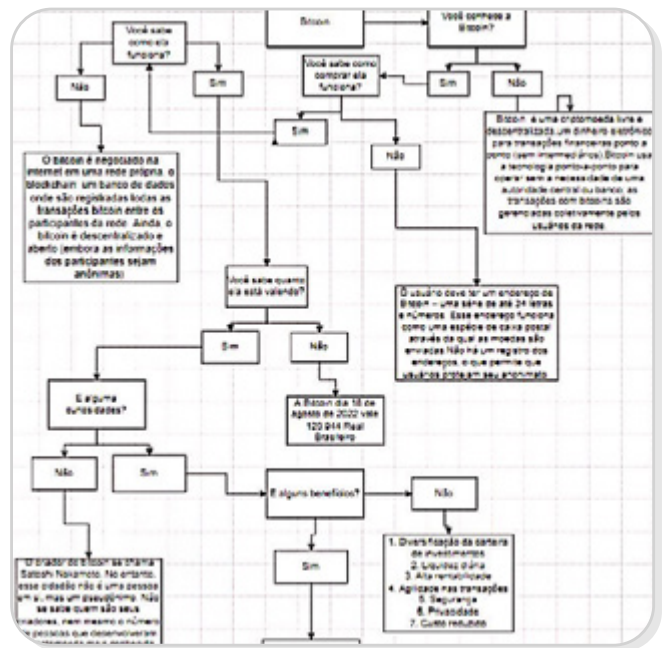 Bitcoin
Você conhece a
Bitcoin?
Sim
Não
Bitcoin é uma criptomoeda livre e
descentralizada, um dinheiro eletrônico
para transações financeiras ponto a
ponto (sem intermediários). Bitcoin usa
a tecnologia ponto-a-ponto para
operar sem a necessidade de uma
autoridade central ou banco, as
transações com bitcoins são
gerenciadas coletivamente pelos
usuários da rede
Você sabe como
comprar ela
funciona?
Sim
Não
O usuário deve ter um endereço de
Bitcoin – uma série de até 34 letras
e números. Esse endereço funciona
como uma espécie de caixa postal
através da qual as moedas são
enviadas. Não há um registro dos
endereços, o que permite que
usuários protejam seu anonimato
Você sabe
como ela
funciona?
Não
Sim
O bitcoin é negociado na
internet em uma rede própria, o
blockchain um banco de dados
onde são registradas todas as
transações bitcoin entre os
participantes da rede. Ainda, o
bitcoin é descentralizado e
aberto (embora as informações
dos participantes sejam
anônimas)
Você sabe quanto
ela está valendo?
Sim
Não
A Bitcoin dia 16 de
Agosto de 2022 vale
120 944 Real
Brasileiro
E alguma
curiosidades?
Não
Sim
O criador do bitcoin se chama
Satoshi Nakamoto. No entanto,
esse cidadão não é uma pessoa
em si, mas um pseudônimo. Não
se sabe quem são seus
criadores, nem mesmo o número
de pessoas que desenvolveram
E alguns benefícios?
Não
Sim
1. Diversificação da carteira
de investimentos
2. Liquidez diária
3. Alta rentabilidade
4. Agilidade nas transações
5. Segurança
6. Privacidade
7. Custo reduzido